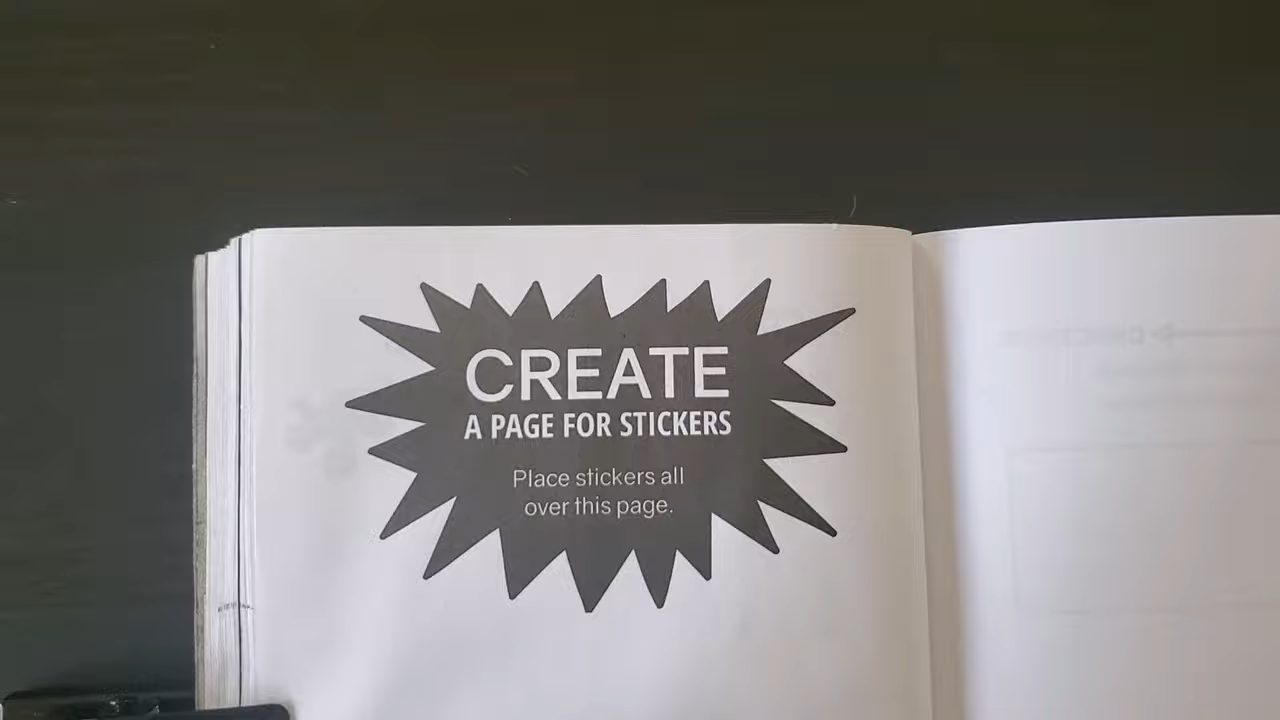 CREATE
A PAGE FOR STICKERS
Place stickers all
over this page.